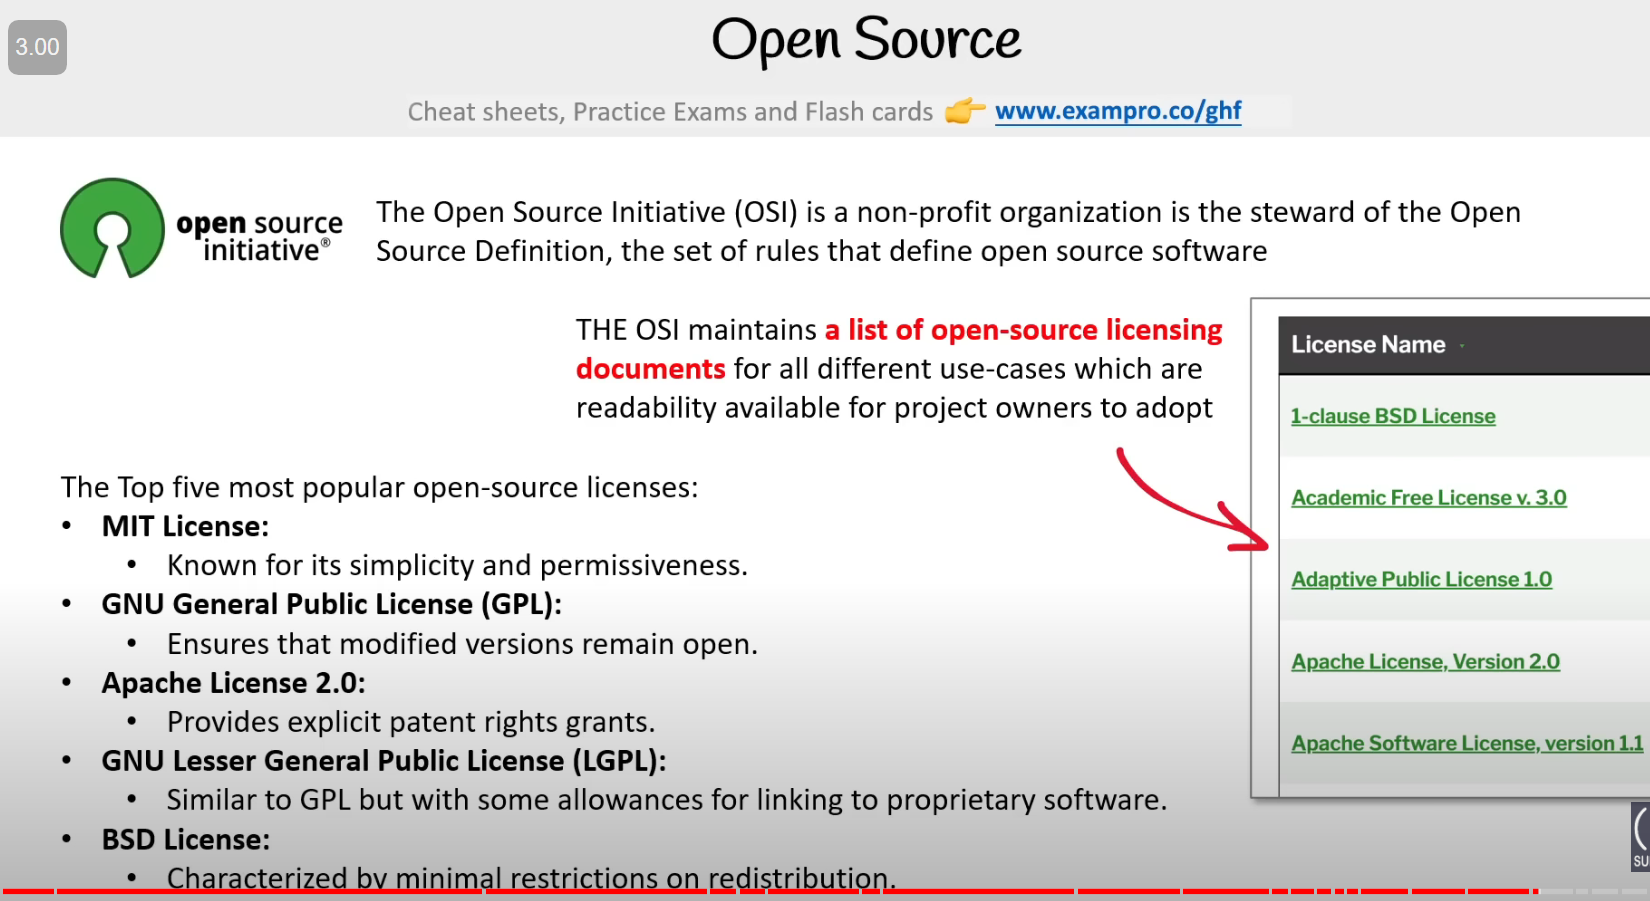 3.00
Open Source
Cheat sheets, Practice Exams and Flash cards 👉 www.exampro.co/ghf
open source
initiative®
The Open Source Initiative (OSI) is a non-profit organization is the steward of the Open
Source Definition, the set of rules that define open source software
THE OSI maintains a list of open-source licensing
documents for all different use-cases which are
readability available for project owners to adopt
License Name
1-clause BSD License
Academic Free License v. 3.0
Adaptive Public License 1.0
Apache License, Version 2.0
Apache Software License, version 1.1
The Top five most popular open-source licenses:
• MIT License:
• Known for its simplicity and permissiveness.
• GNU General Public License (GPL):
• Ensures that modified versions remain open.
• Apache License 2.0:
• Provides explicit patent rights grants.
• GNU Lesser General Public License (LGPL):
• Similar to GPL but with some allowances for linking to proprietary software.
• BSD License:
• Characterized by minimal restrictions on redistribution.
SU